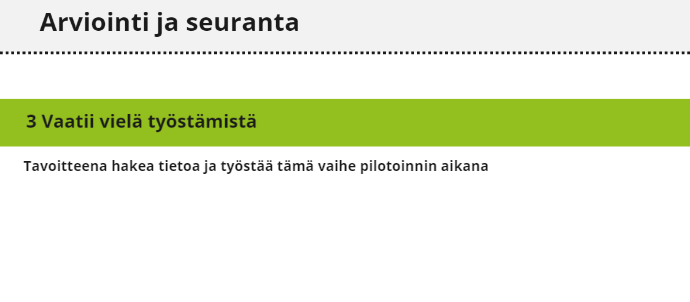 Arviointi ja seuranta
3 Vaatii vielä työstämistä
Tavoitteena hakea tietoa ja työstää tämä vaihe pilotoinnin aikana